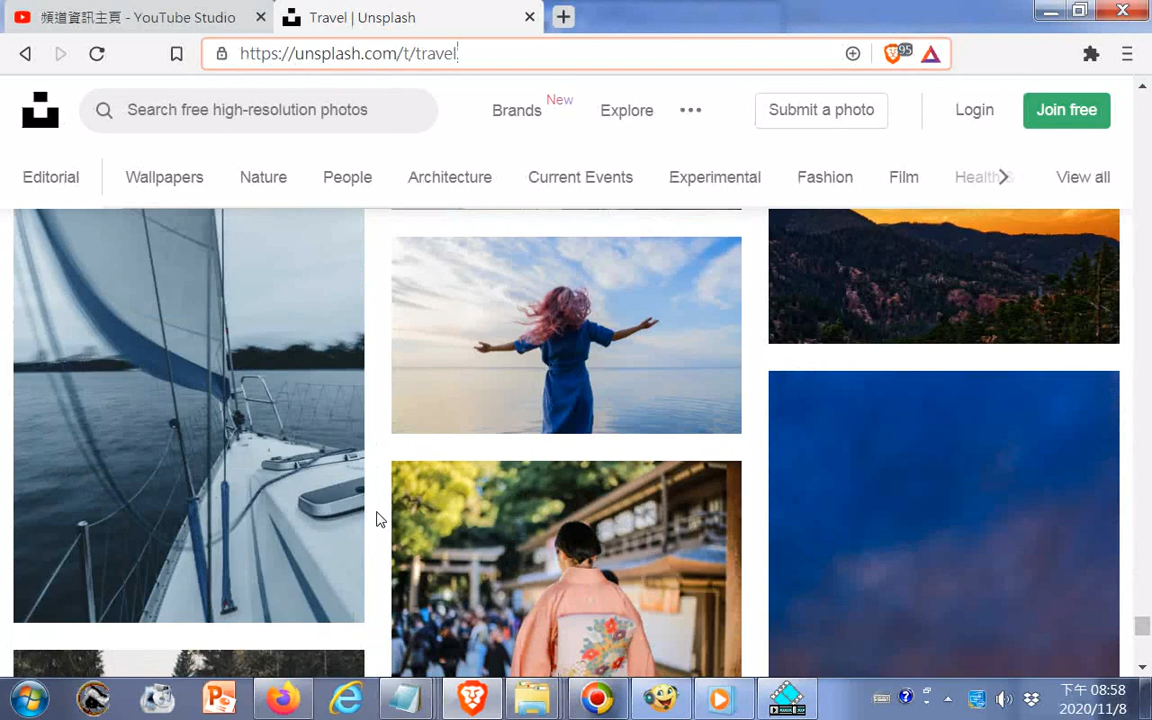 頻道資訊主頁 - YouTube Studio
Travel | Unsplash
https://unsplash.com/t/travel
95
Search free high-resolution photos
Brands
New
Explore
Submit a photo
Login
Join free
Editorial
Wallpapers
Nature
People
Architecture
Current Events
Experimental
Fashion
Film
Health
View all
下午 08:58
2020/11/8